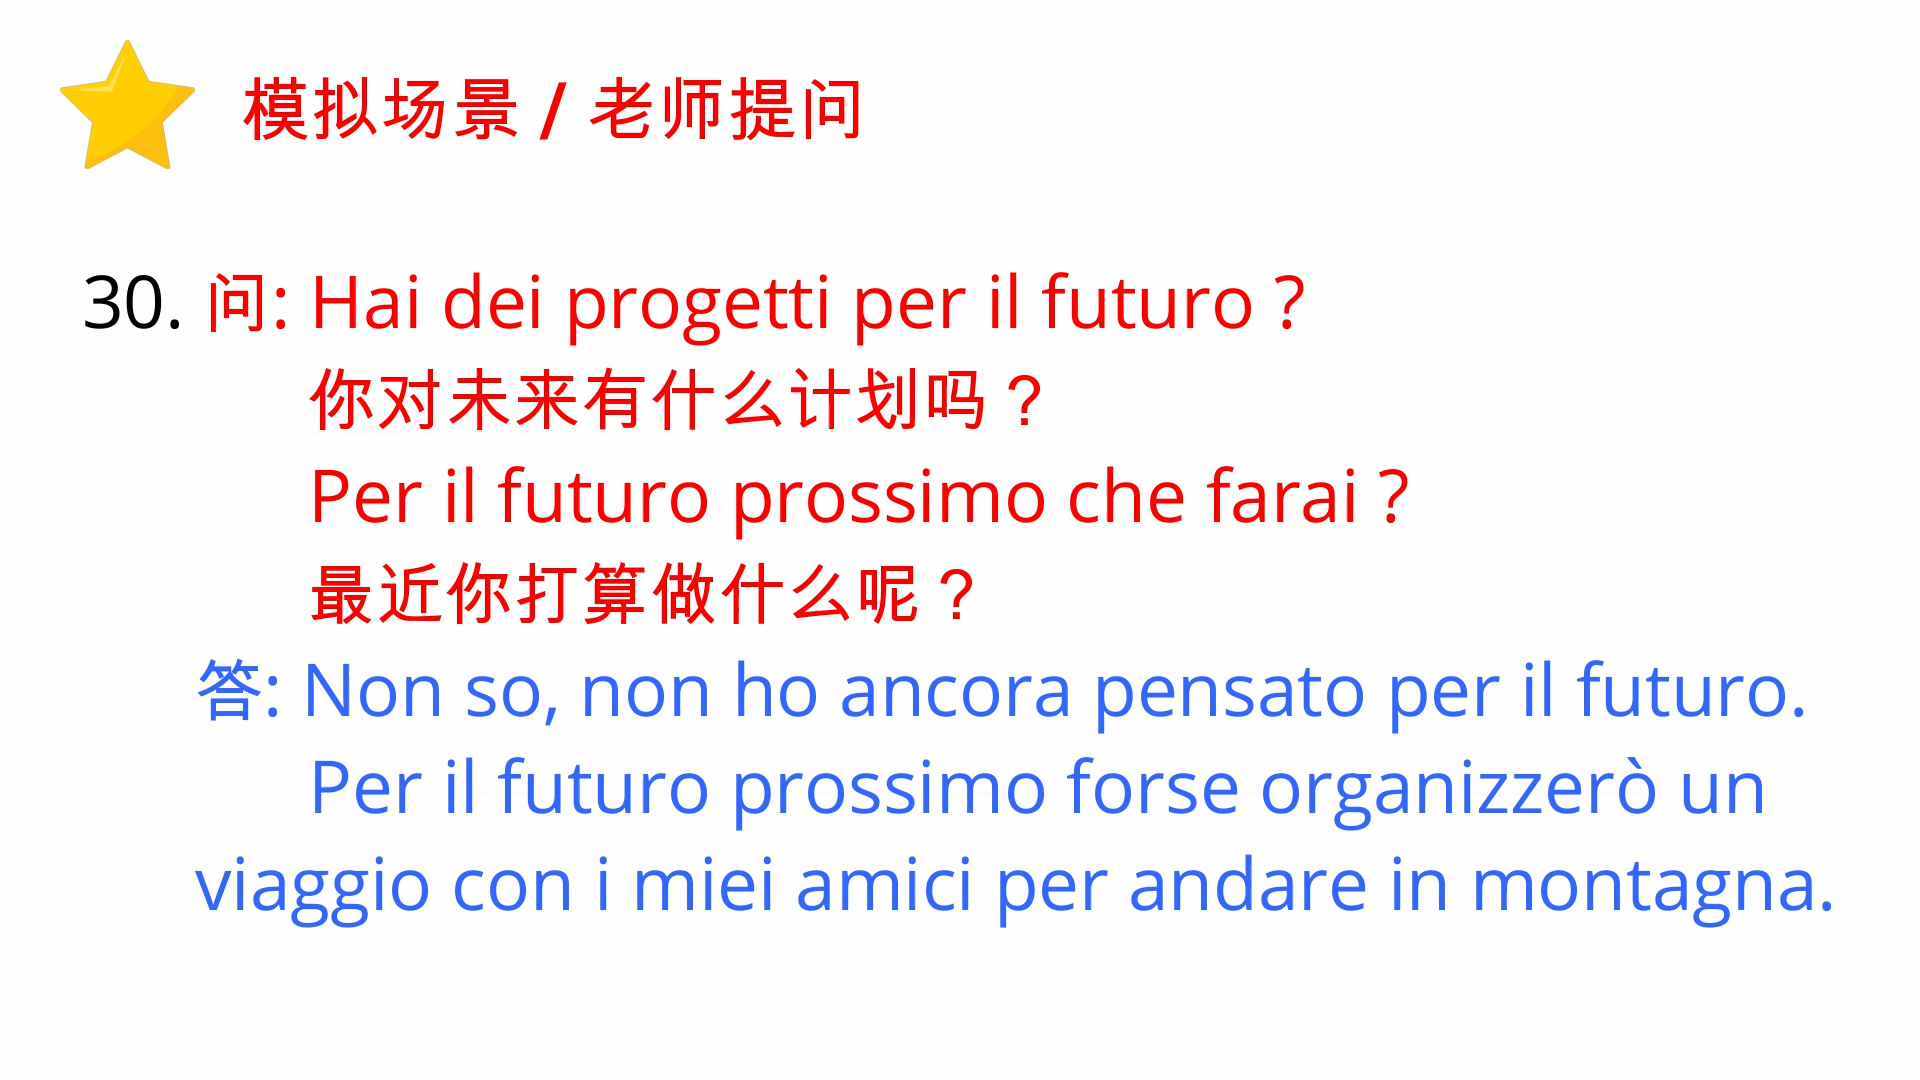 模拟场景 / 老师提问
30. 问: Hai dei progetti per il futuro ?
你对未来有什么计划吗？
Per il futuro prossimo che farai ?
最近你打算做什么呢？
答: Non so, non ho ancora pensato per il futuro.
Per il futuro prossimo forse organizzerò un
viaggio con i miei amici per andare in montagna.